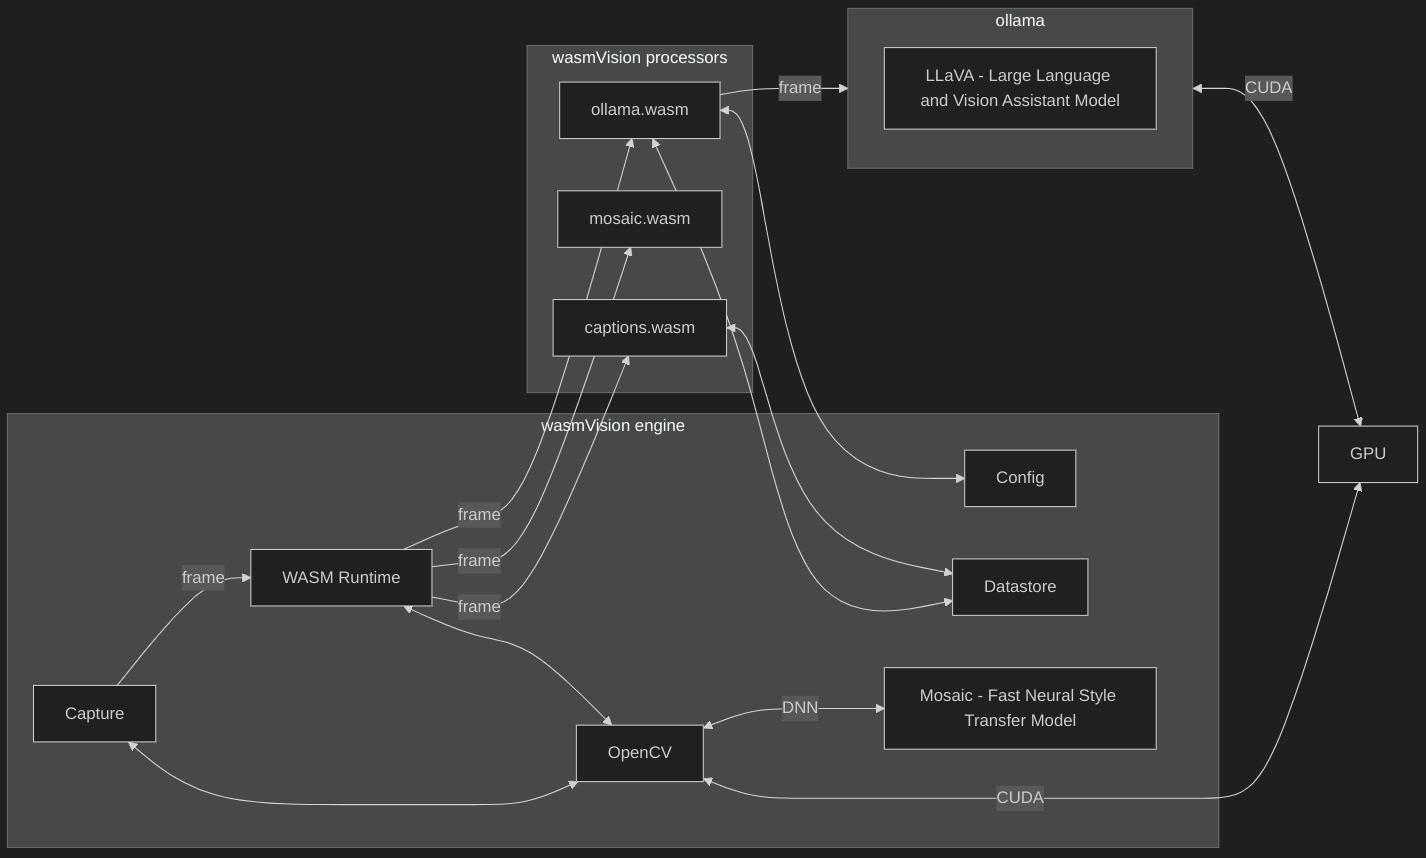 ollama
LLaVA - Large Language
and Vision Assistant Model
wasmVision processors
ollama.wasm
frame
CUDA
mosaic.wasm
captions.wasm
wasmVision engine
Config
GPU
frame
frame
frame
WASM Runtime
frame
Datastore
Capture
OpenCV
DNN
Mosaic - Fast Neural Style
Transfer Model
CUDA